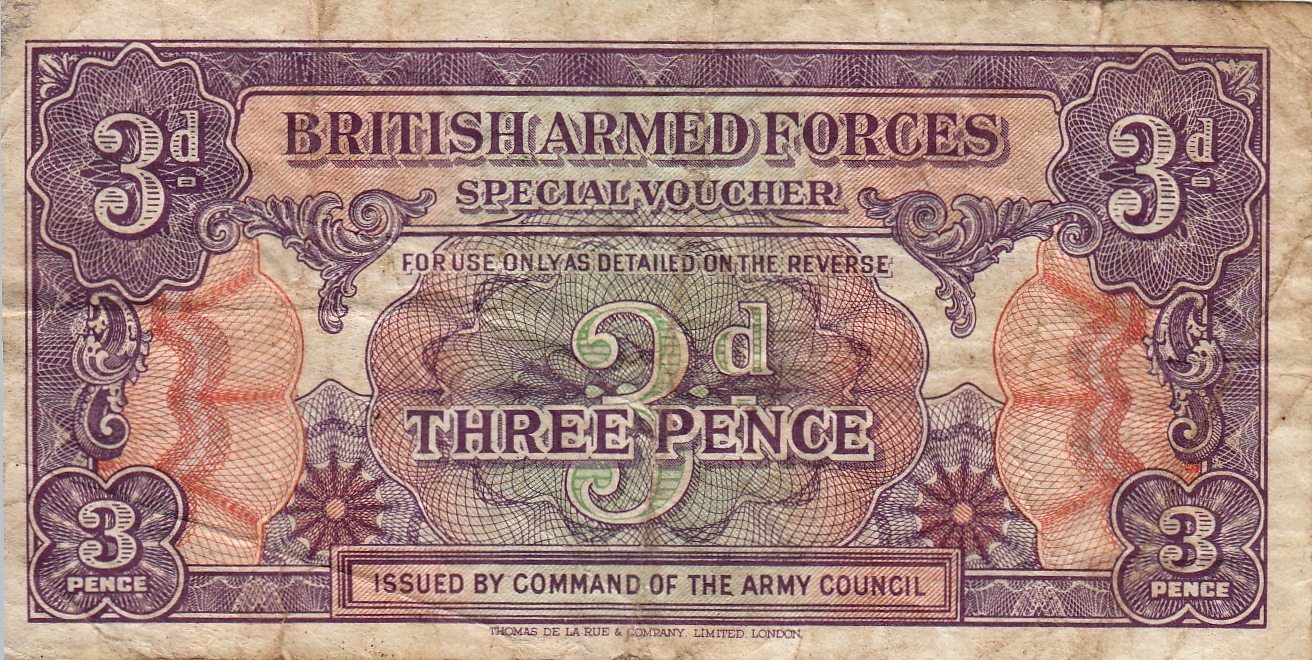 3d
BRITISH ARMED FORCES
3d
SPECIAL VOUCHER
FOR USE ONLY AS DETAILED ON THE REVERSE
3d
THREE PENCE
3
PENCE
3
PENCE
ISSUED BY COMMAND OF THE ARMY COUNCIL
THOMAS DE LA RUE & COMPANY, LIMITED, LONDON.